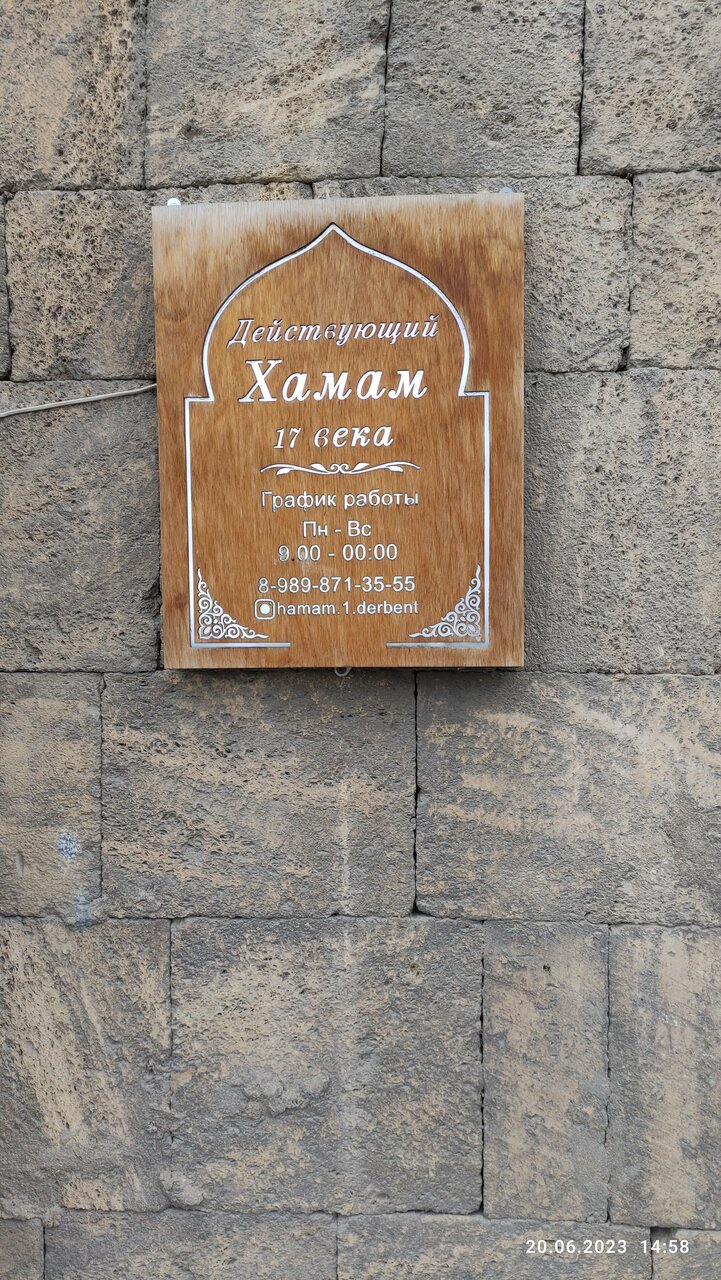 Действующий
Хамам
17 века
График работы
Пн - Вс
9.00 - 00:00
8-989-871-35-55
hamam.1.derbent
20.06.2023 14:58